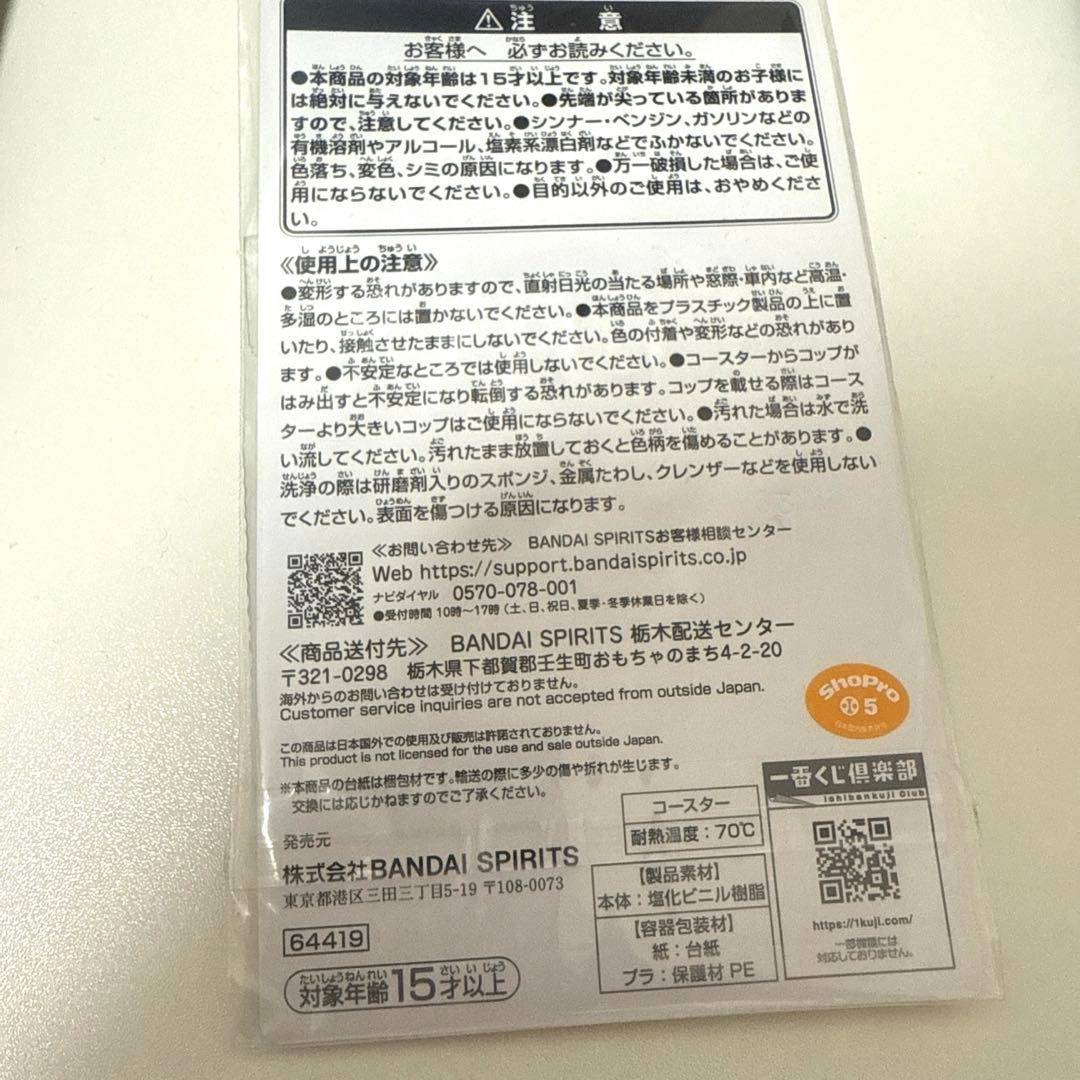 注 意
お客様へ 必ずお読みください。
●本商品の対象年齢は15才以上です。対象年齢未満のお子様に
は絶対に与えないでください。●先端が尖っている箇所がありま
すので、注意してください。●シンナー・ベンジン、ガソリンなどの
有機溶剤やアルコール、塩素系漂白剤などでふかないでください。
色落ち、変色、シミの原因になります。●万一破損した場合は、ご使
用にならないでください。●目的以外のご使用は、おやめくださ
い。
≪使用上の注意≫
●変形する恐れがありますので、直射日光の当たる場所や窓際・車内など高温・
多湿のところには置かないでください。●本商品をプラスチック製品の上に置
いたり、接触させたままにしないでください。色の付着や変形などの恐れがあり
ます。●不安定なところでは使用しないでください。●コースターからコップが
はみ出すと不安定になり転倒する恐れがあります。コップを載せる際はコース
ターより大きいコップはご使用にならないでください。●汚れた場合は水で洗
い流してください。汚れたまま放置しておくと色柄を傷めることがあります。●
洗浄の際は研磨剤入りのスポンジ、金属たわし、クレンザーなどを使用しない
でください。表面を傷つける原因になります。
≪お問い合わせ先≫ BANDAI SPIRITSお客様相談センター
Web https://support.bandaispirits.co.jp
ナビダイヤル 0570-078-001
●受付時間 10時〜17時(土、日、祝日、夏季・冬季休業日を除く)
≪商品送付先≫ BANDAI SPIRITS 栃木配送センター
〒321-0298 栃木県下都賀郡壬生町おもちゃのまち4-2-20
海外からのお問い合わせは受け付けておりません。
Customer service inquiries are not accepted from outside Japan.
この商品は日本国外での使用及び販売は許諾されておりません。
This product is not licensed for the use and sale outside Japan.
※本商品の台紙は梱包材です。輸送の際に多少の傷や折れが生じます。
交換には応じかねますのでご了承ください。
ShoPro
小 5
発売元
株式会社BANDAI SPIRITS
東京都港区三田三丁目5-19 〒108-0073
64419
対象年齢15才以上
コースター
耐熱温度：70℃
【製品素材】
本体：塩化ビニル樹脂
【容器包装材】
紙：台紙
プラ：保護材 PE
一番くじ倶楽部
Ichibankuji Club
https://1kuji.com/
一部機種には
対応しておりません。